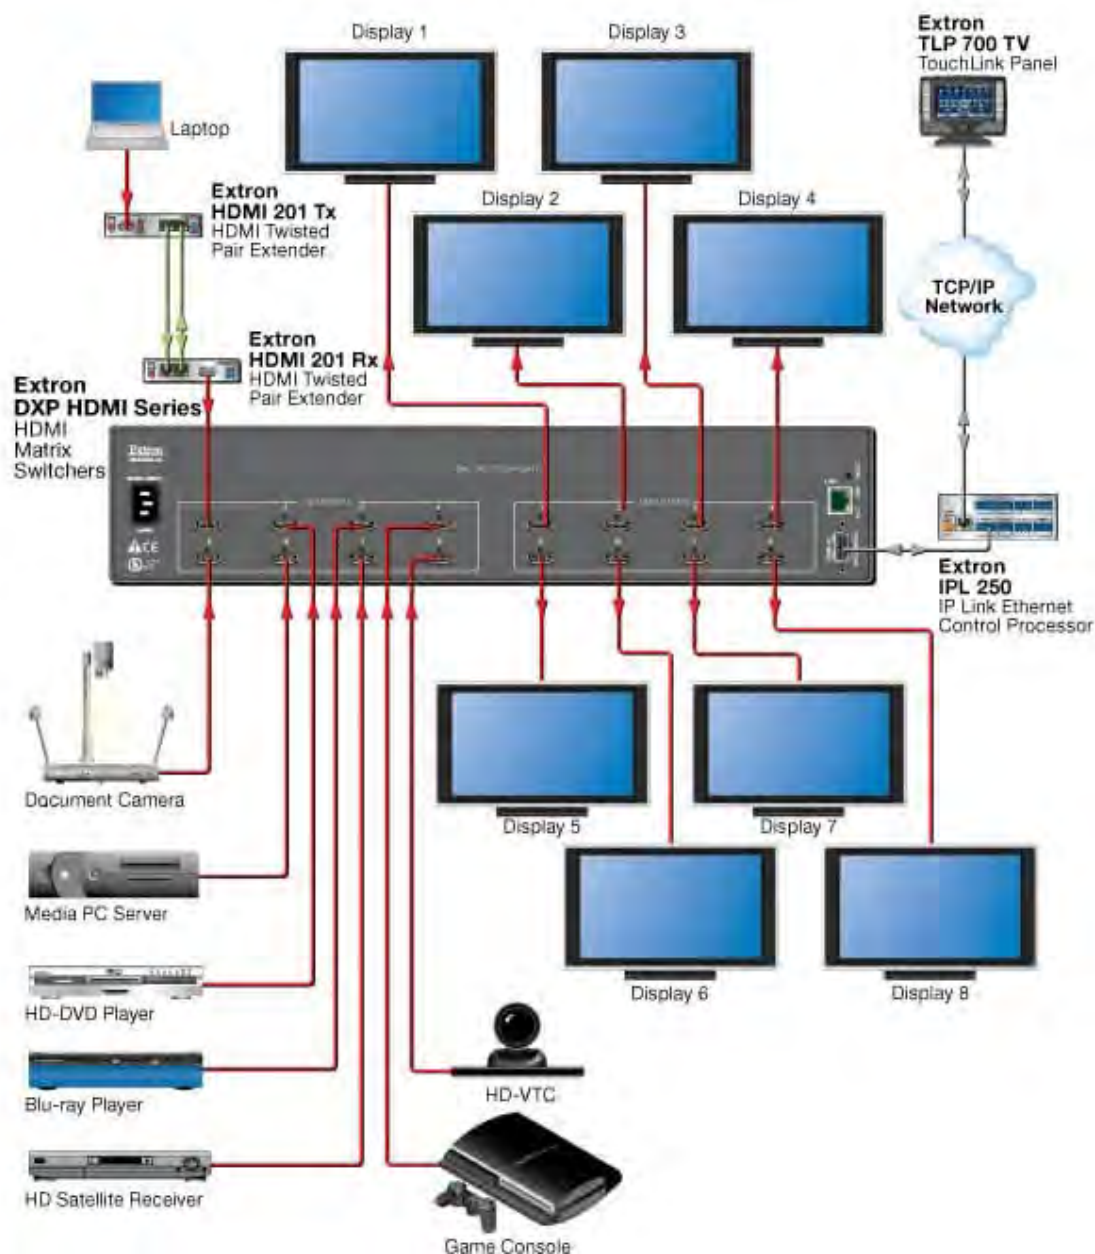 Display 1
Display 3
Extron
TLP 700 TV
TouchLink Panel
Laptop
Extron
HDMI 201 Tx
HDMI Twisted
Pair Extender
Display 2
Display 4
TCP/IP
Network
Extron
HDMI 201 Rx
HDMI Twisted
Pair Extender
Extron
DXP HDMI Series
HDMI
Matrix
Switchers
Extron
CE
Extron
IPL 250
IP Link Ethernet
Control Processor
Document Camera
Display 5
Display 7
Media PC Server
Display 6
Display 8
HD-DVD Player
HD-VTC
Blu-ray Player
HD Satellite Receiver
Game Console